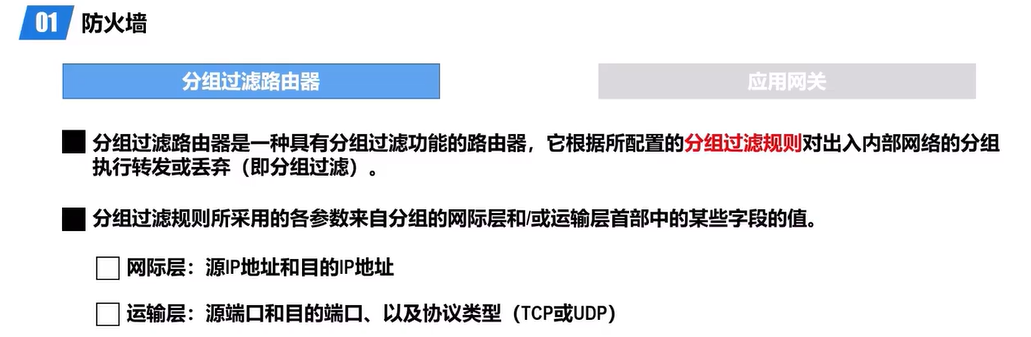 01 防火墙
分组过滤路由器 应用网关
分组过滤路由器是一种具有分组过滤功能的路由器，它根据所配置的分组过滤规则对出入内部网络的分组
执行转发或丢弃（即分组过滤）。
分组过滤规则所采用的各参数来自分组的网际层和/或运输层首部中的某些字段的值。
网际层：源IP地址和目的IP地址
运输层：源端口和目的端口、以及协议类型（TCP或UDP）